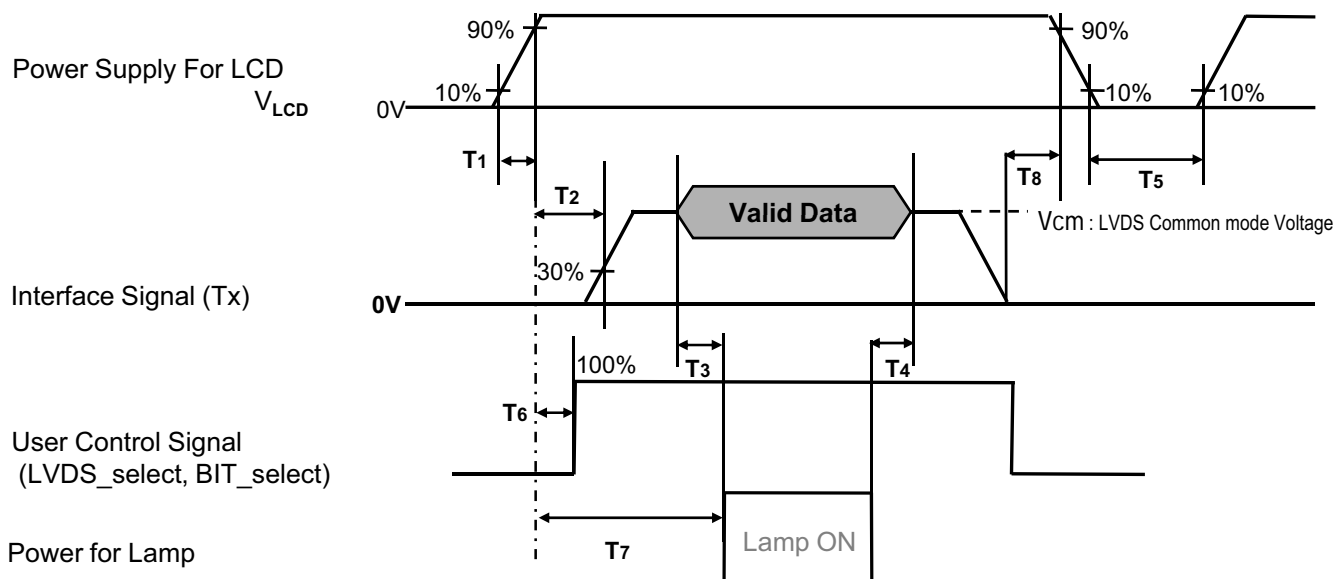 90%
90%
Power Supply For LCD
VLCD
10%
10%
10%
0V
T1
T8
T5
T2
Valid Data
Vcm : LVDS Common mode Voltage
30%
Interface Signal (Tx)
0V
100%
T3
T4
T6
User Control Signal
(LVDS_select, BIT_select)
T7
Lamp ON
Power for Lamp